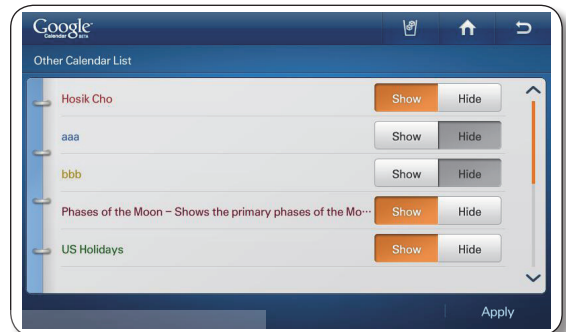 Google
Calendar BETA
Other Calendar List
Hosik Cho Show Hide
aaa Show Hide
bbb Show Hide
Phases of the Moon – Shows the primary phases of the Mo··· Show Hide
US Holidays Show Hide
Apply